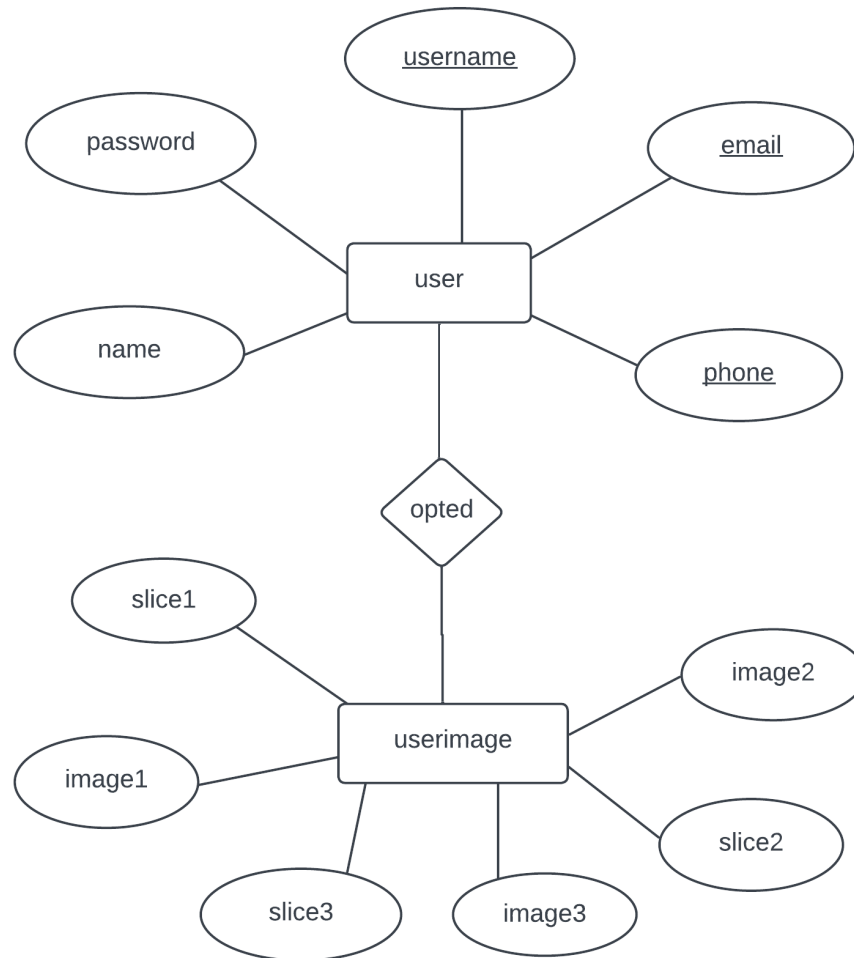 username
password
email
user
name
phone
opted
slice1
image2
userimage
image1
slice2
slice3
image3